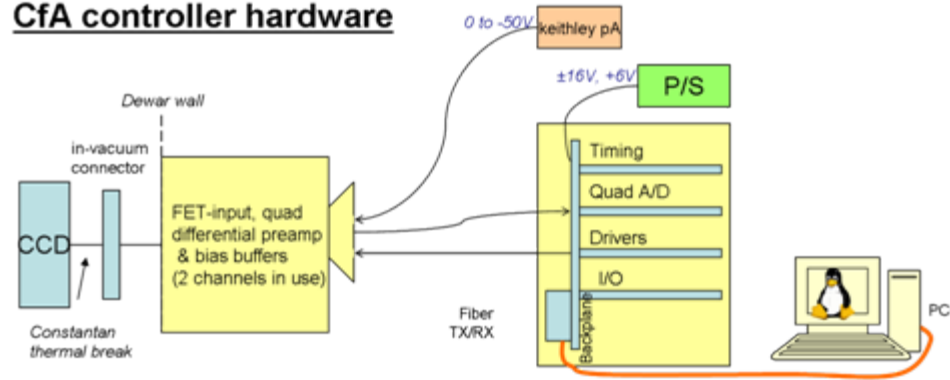 CfA controller hardware
0 to -50V
keithley pA
±16V, +6V
P/S
Dewar wall
in-vacuum
connector
CCD
FET-input, quad
differential preamp
& bias buffers
(2 channels in use)
Constantan
thermal break
Timing
Quad A/D
Drivers
I/O
Backplane
Fiber
TX/RX
PC